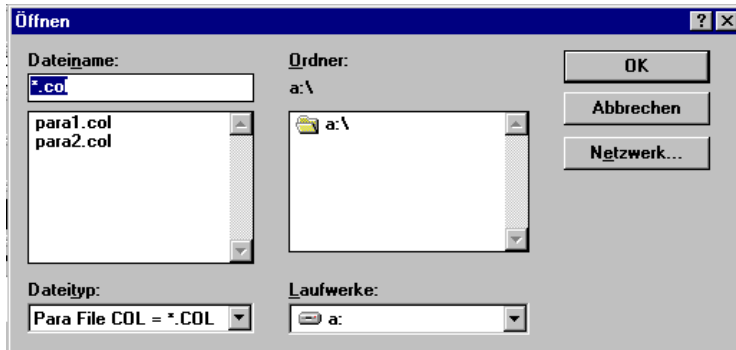 Öffnen
Dateiname:
*.col
para1.col
para2.col
Dateityp:
Para File COL = *.COL
Ordner:
a:\
a:\
Laufwerke:
a:
OK
Abbrechen
Netzwerk...